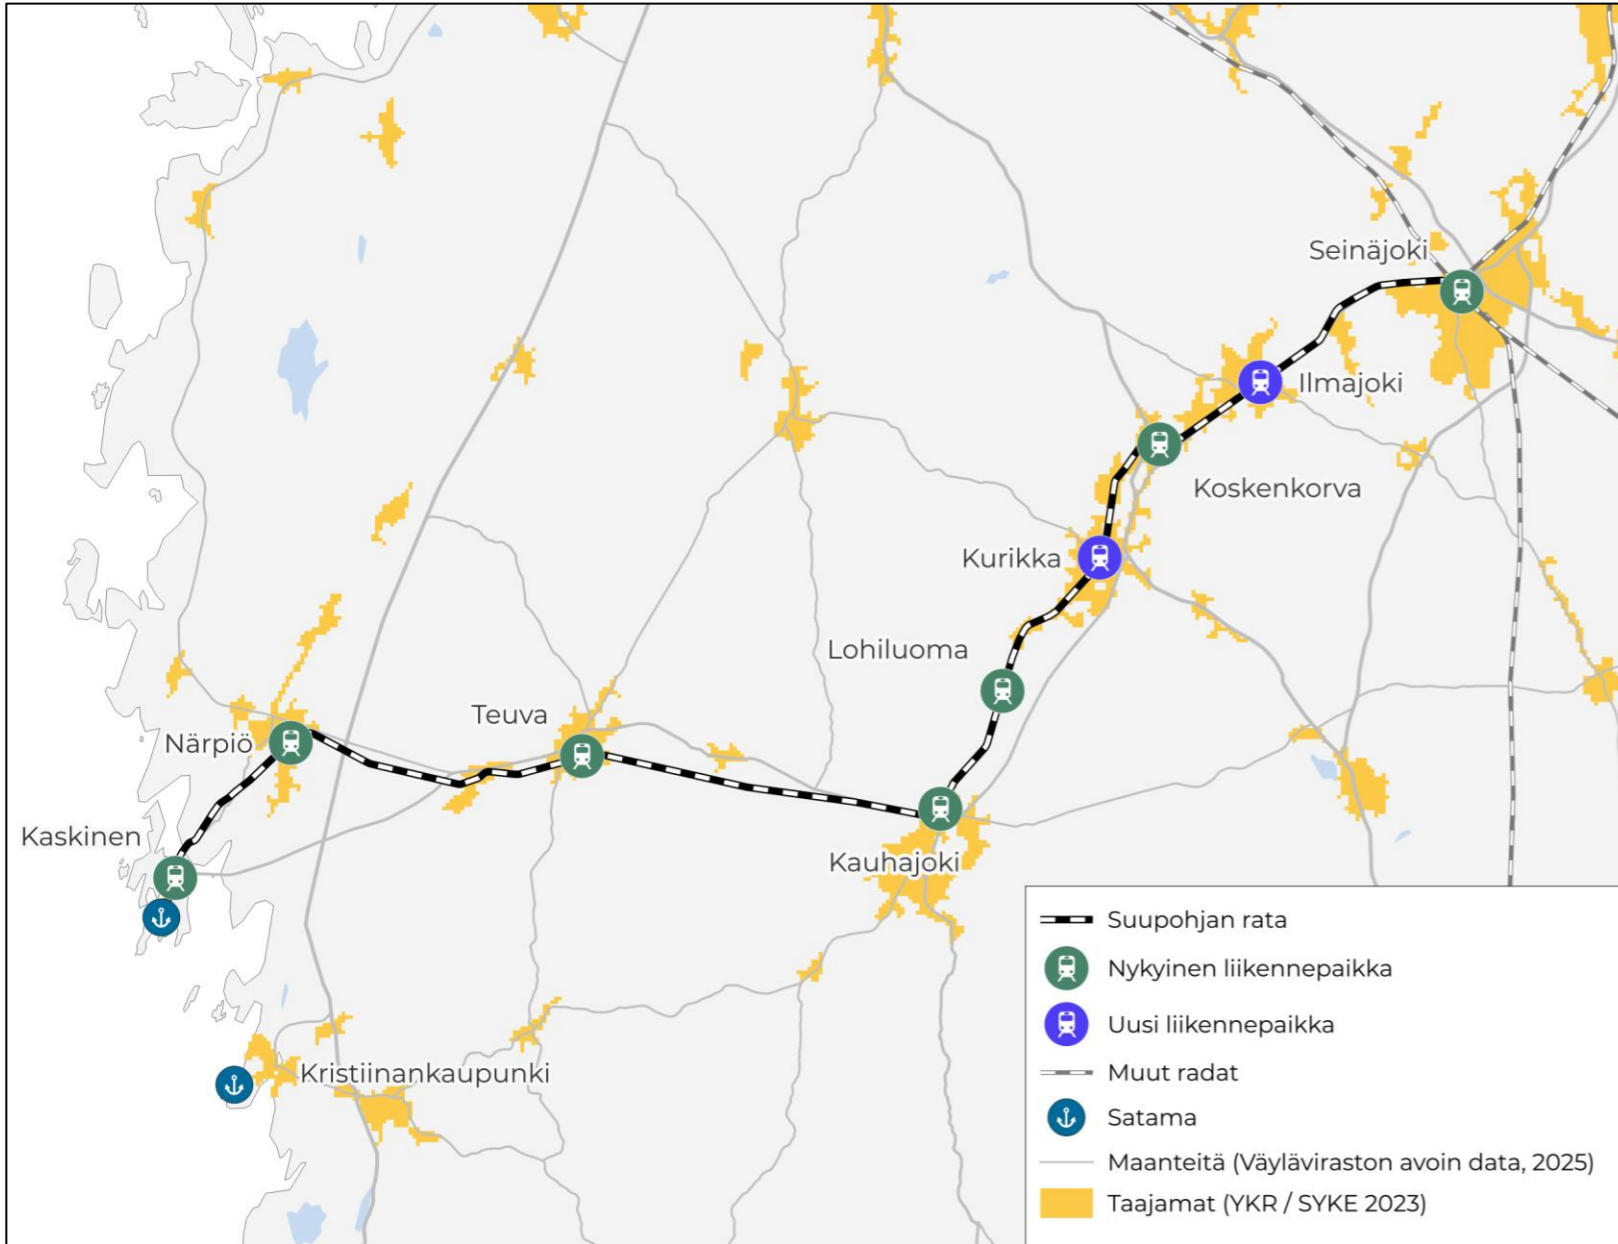 Seinäjoki
Ilmajoki
Koskenkorva
Kurikka
Lohiluoma
Teuva
Närpiö
Kaskinen
Kauhajoki
Kristiinankaupunki
Suupohjan rata
Nykyinen liikennepaikka
Uusi liikennepaikka
Muut radat
Satama
Maanteitä (Väyläviraston avoin data, 2025)
Taajamat (YKR / SYKE 2023)